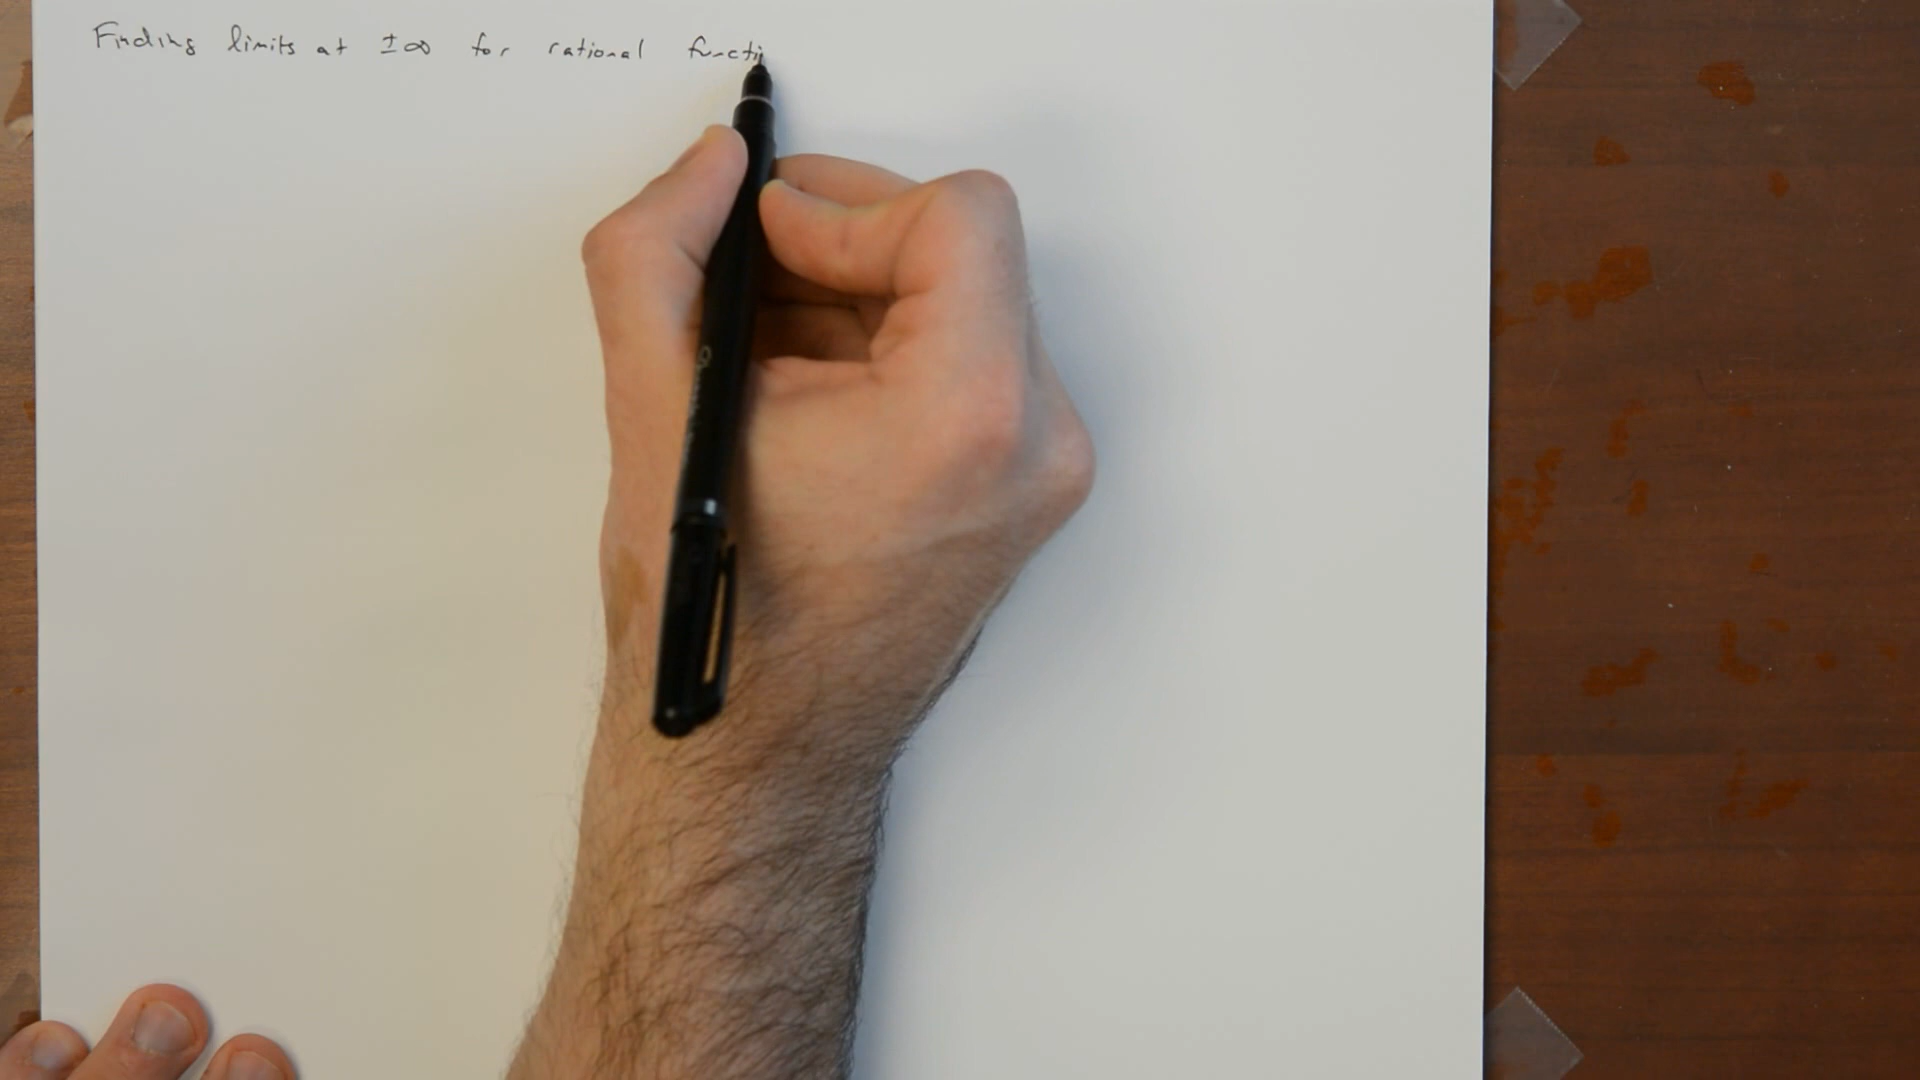 Finding limits at ±∞ for rational functi